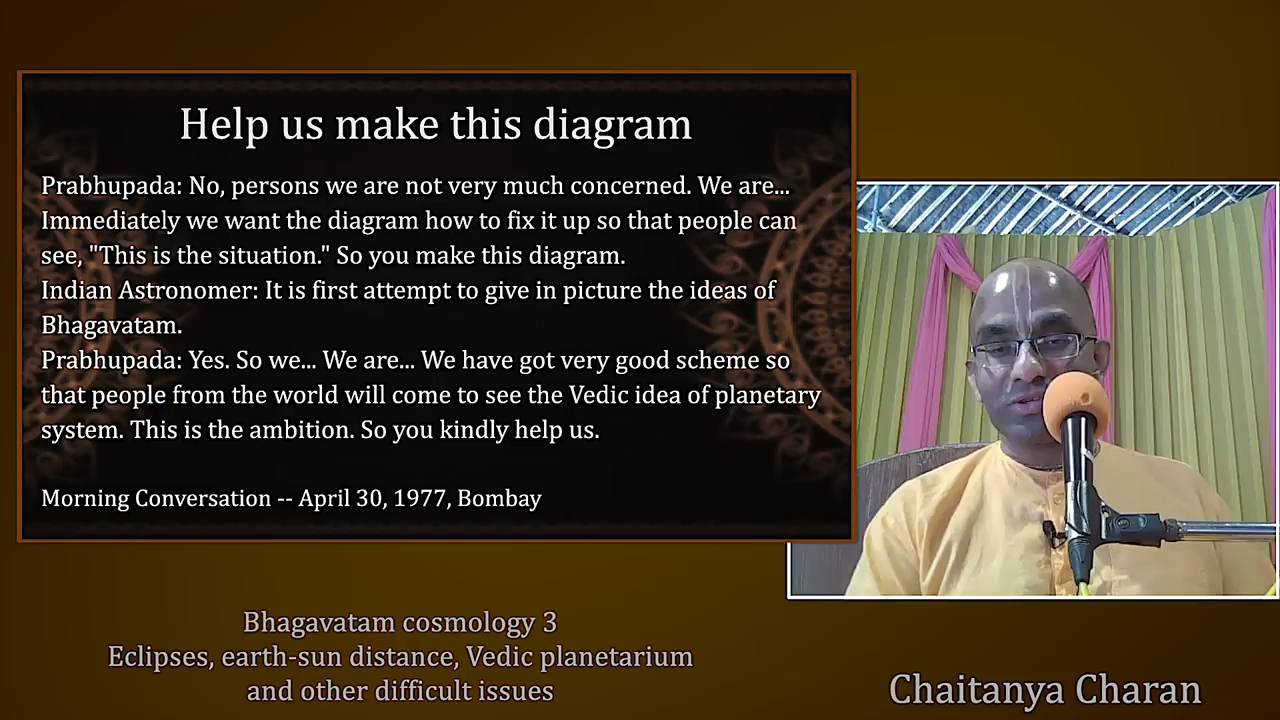 Help us make this diagram
Prabhupada: No, persons we are not very much concerned. We are...
Immediately we want the diagram how to fix it up so that people can
see, "This is the situation." So you make this diagram.
Indian Astronomer: It is first attempt to give in picture the ideas of
Bhagavatam.
Prabhupada: Yes. So we... We are... We have got very good scheme so
that people from the world will come to see the Vedic idea of planetary
system. This is the ambition. So you kindly help us.
Morning Conversation -- April 30, 1977, Bombay
Bhagavatam cosmology 3
Eclipses, earth-sun distance, Vedic planetarium
and other difficult issues
Chaitanya Charan